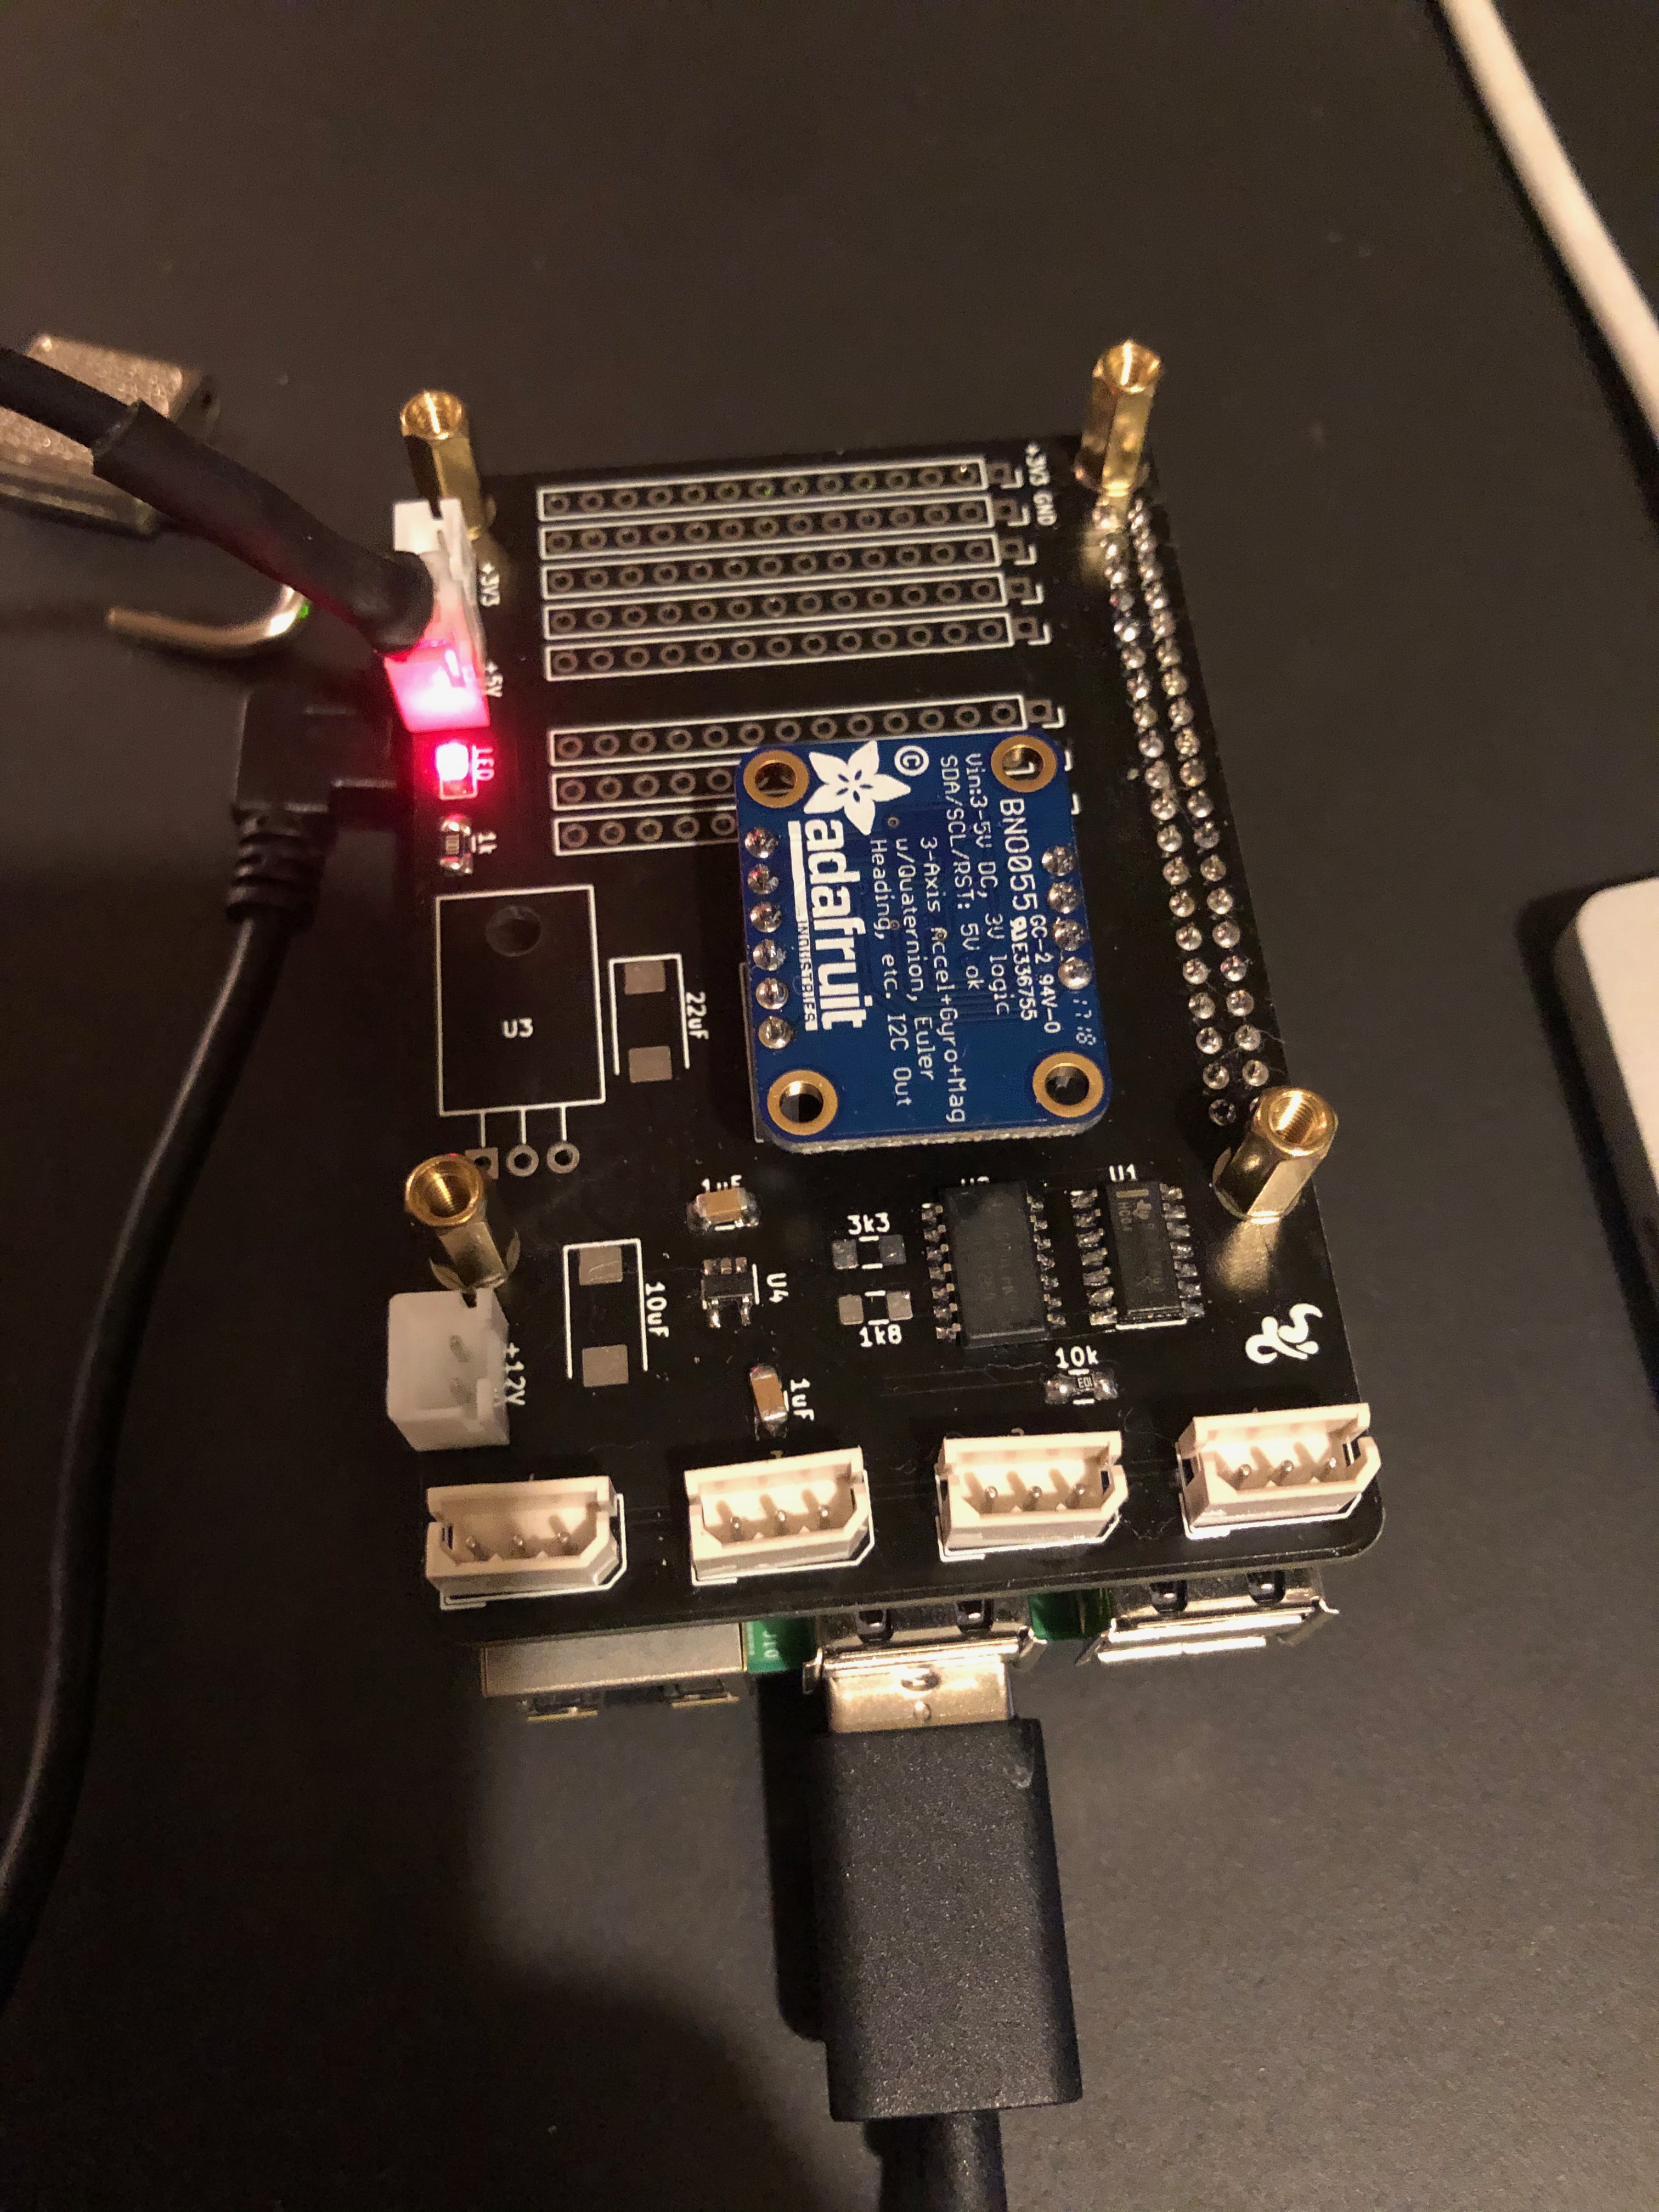 +3V3 GND
+3V3
+5V
LED
1k
U3
22uF
adafruit
INDUSTRIES
©
BNO055
Vin:3-5V DC, 3V logic
SDA/SCL/RST: 5V ok
3-Axis Accel+Gyro+Mag
w/Quaternion, Euler
Heading, etc. I2C Out
GC-2 94V-0
E336755
U1
3k3
1k8
U4
10uF
1uF
+12V
10k